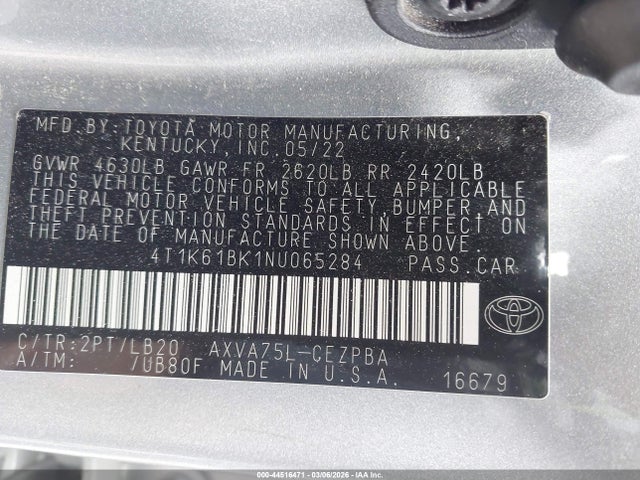 MFD.BY:TOYOTA MOTOR MANUFACTURING,
KENTUCKY, INC. 05/22
GVWR 4630LB GAWR FR 2620LB RR 2420LB
THIS VEHICLE CONFORMS TO ALL APPLICABLE
FEDERAL MOTOR VEHICLE SAFETY, BUMPER, AND
THEFT PREVENTION STANDARDS IN EFFECT ON
THE DATE OF MANUFACTURE SHOWN ABOVE.
4T1K61BK1NU065284 PASS.CAR
C/TR:2PT/LB20 AXVA75L-CEZPBA
A/TM: /UB80F MADE IN U.S.A. 16679
000-44516471 - 03/06/2026 - IAAI